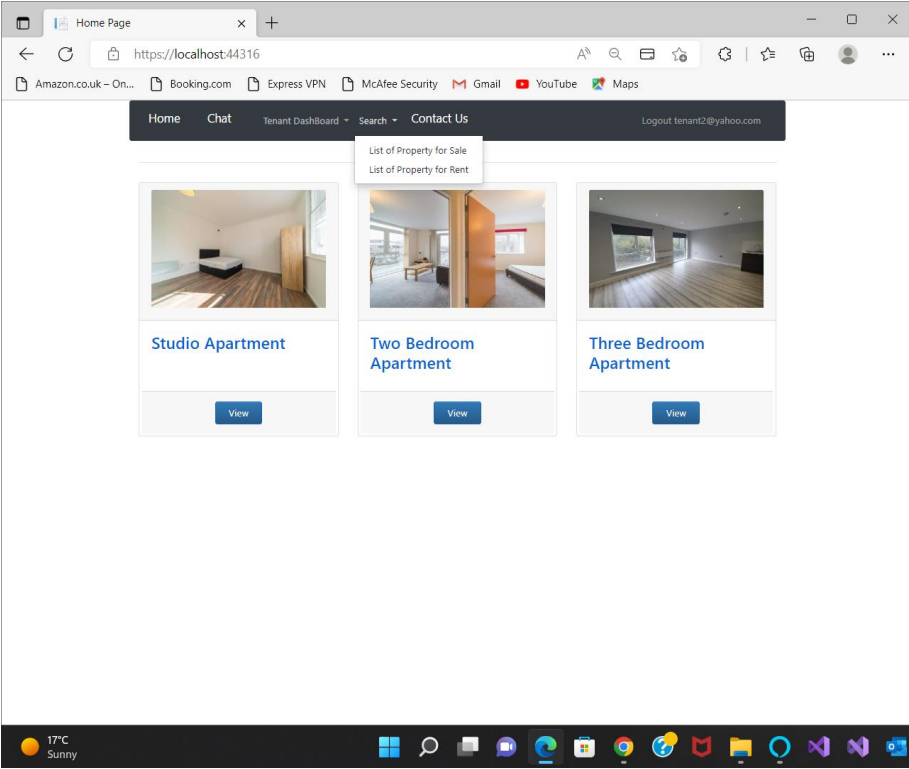 Home Page
https://localhost:44316
Amazon.co.uk – On... Booking.com Express VPN McAfee Security Gmail YouTube Maps
Home Chat Tenant DashBoard Search Contact Us Logout tenant2@yahoo.com
List of Property for Sale
List of Property for Rent
Studio Apartment
View
Two Bedroom
Apartment
View
Three Bedroom
Apartment
View
17°C
Sunny